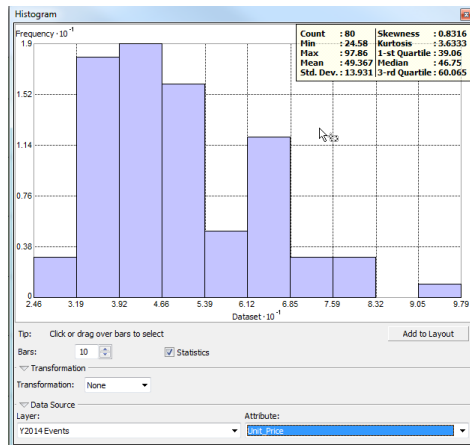 Histogram
Frequency · 10⁻¹
Count : 80 Skewness : 0.8316
Min : 24.58 Kurtosis : 3.6333
Max : 97.86 1-st Quartile : 39.06
Mean : 49.367 Median : 46.75
Std. Dev. : 13.931 3-rd Quartile : 60.065
1.9
1.52
1.14
0.76
0.38
0
2.46 3.19 3.92 4.66 5.39 6.12 6.85 7.59 8.32 9.05 9.79
Dataset · 10⁻¹
Tip: Click or drag over bars to select
Add to Layout
Bars: 10 Statistics
Transformation
Transformation: None
Data Source
Layer: Attribute:
Y2014 Events Unit_Price